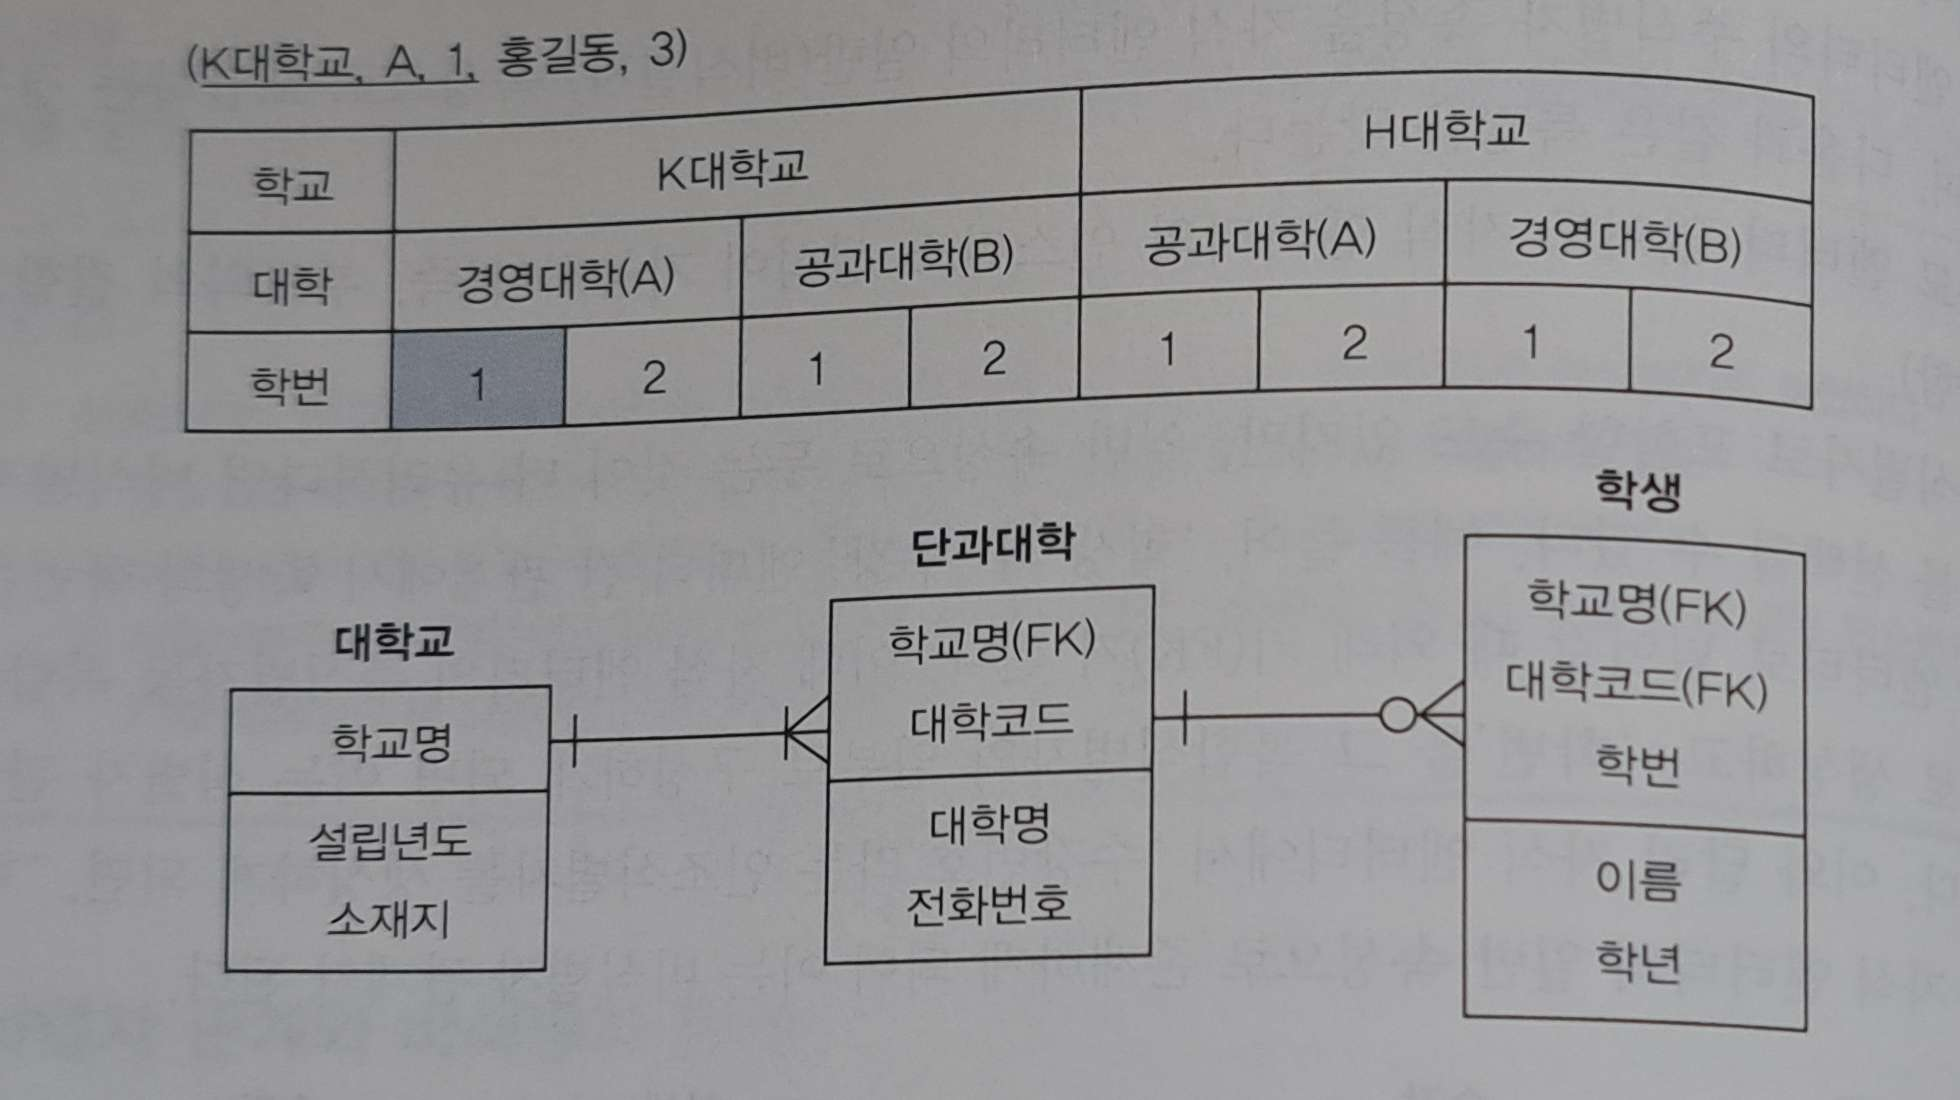 (K대학교, A, 1, 홍길동, 3)
학교 K대학교 H대학교
대학 경영대학(A) 공과대학(B) 공과대학(A) 경영대학(B)
학번 1 2 1 2 1 2 1 2
대학교
학교명
설립년도
소재지
단과대학
학교명(FK)
대학코드
대학명
전화번호
학생
학교명(FK)
대학코드(FK)
학번
이름
학년